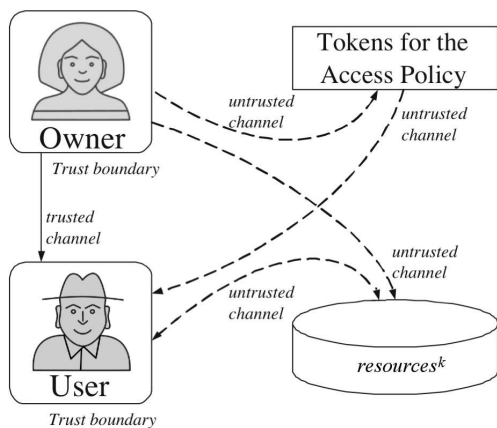 Owner
Trust boundary
Tokens for the
Access Policy
untrusted
channel
untrusted
channel
trusted
channel
untrusted
channel
untrusted
channel
User
Trust boundary
resourcesᵏ